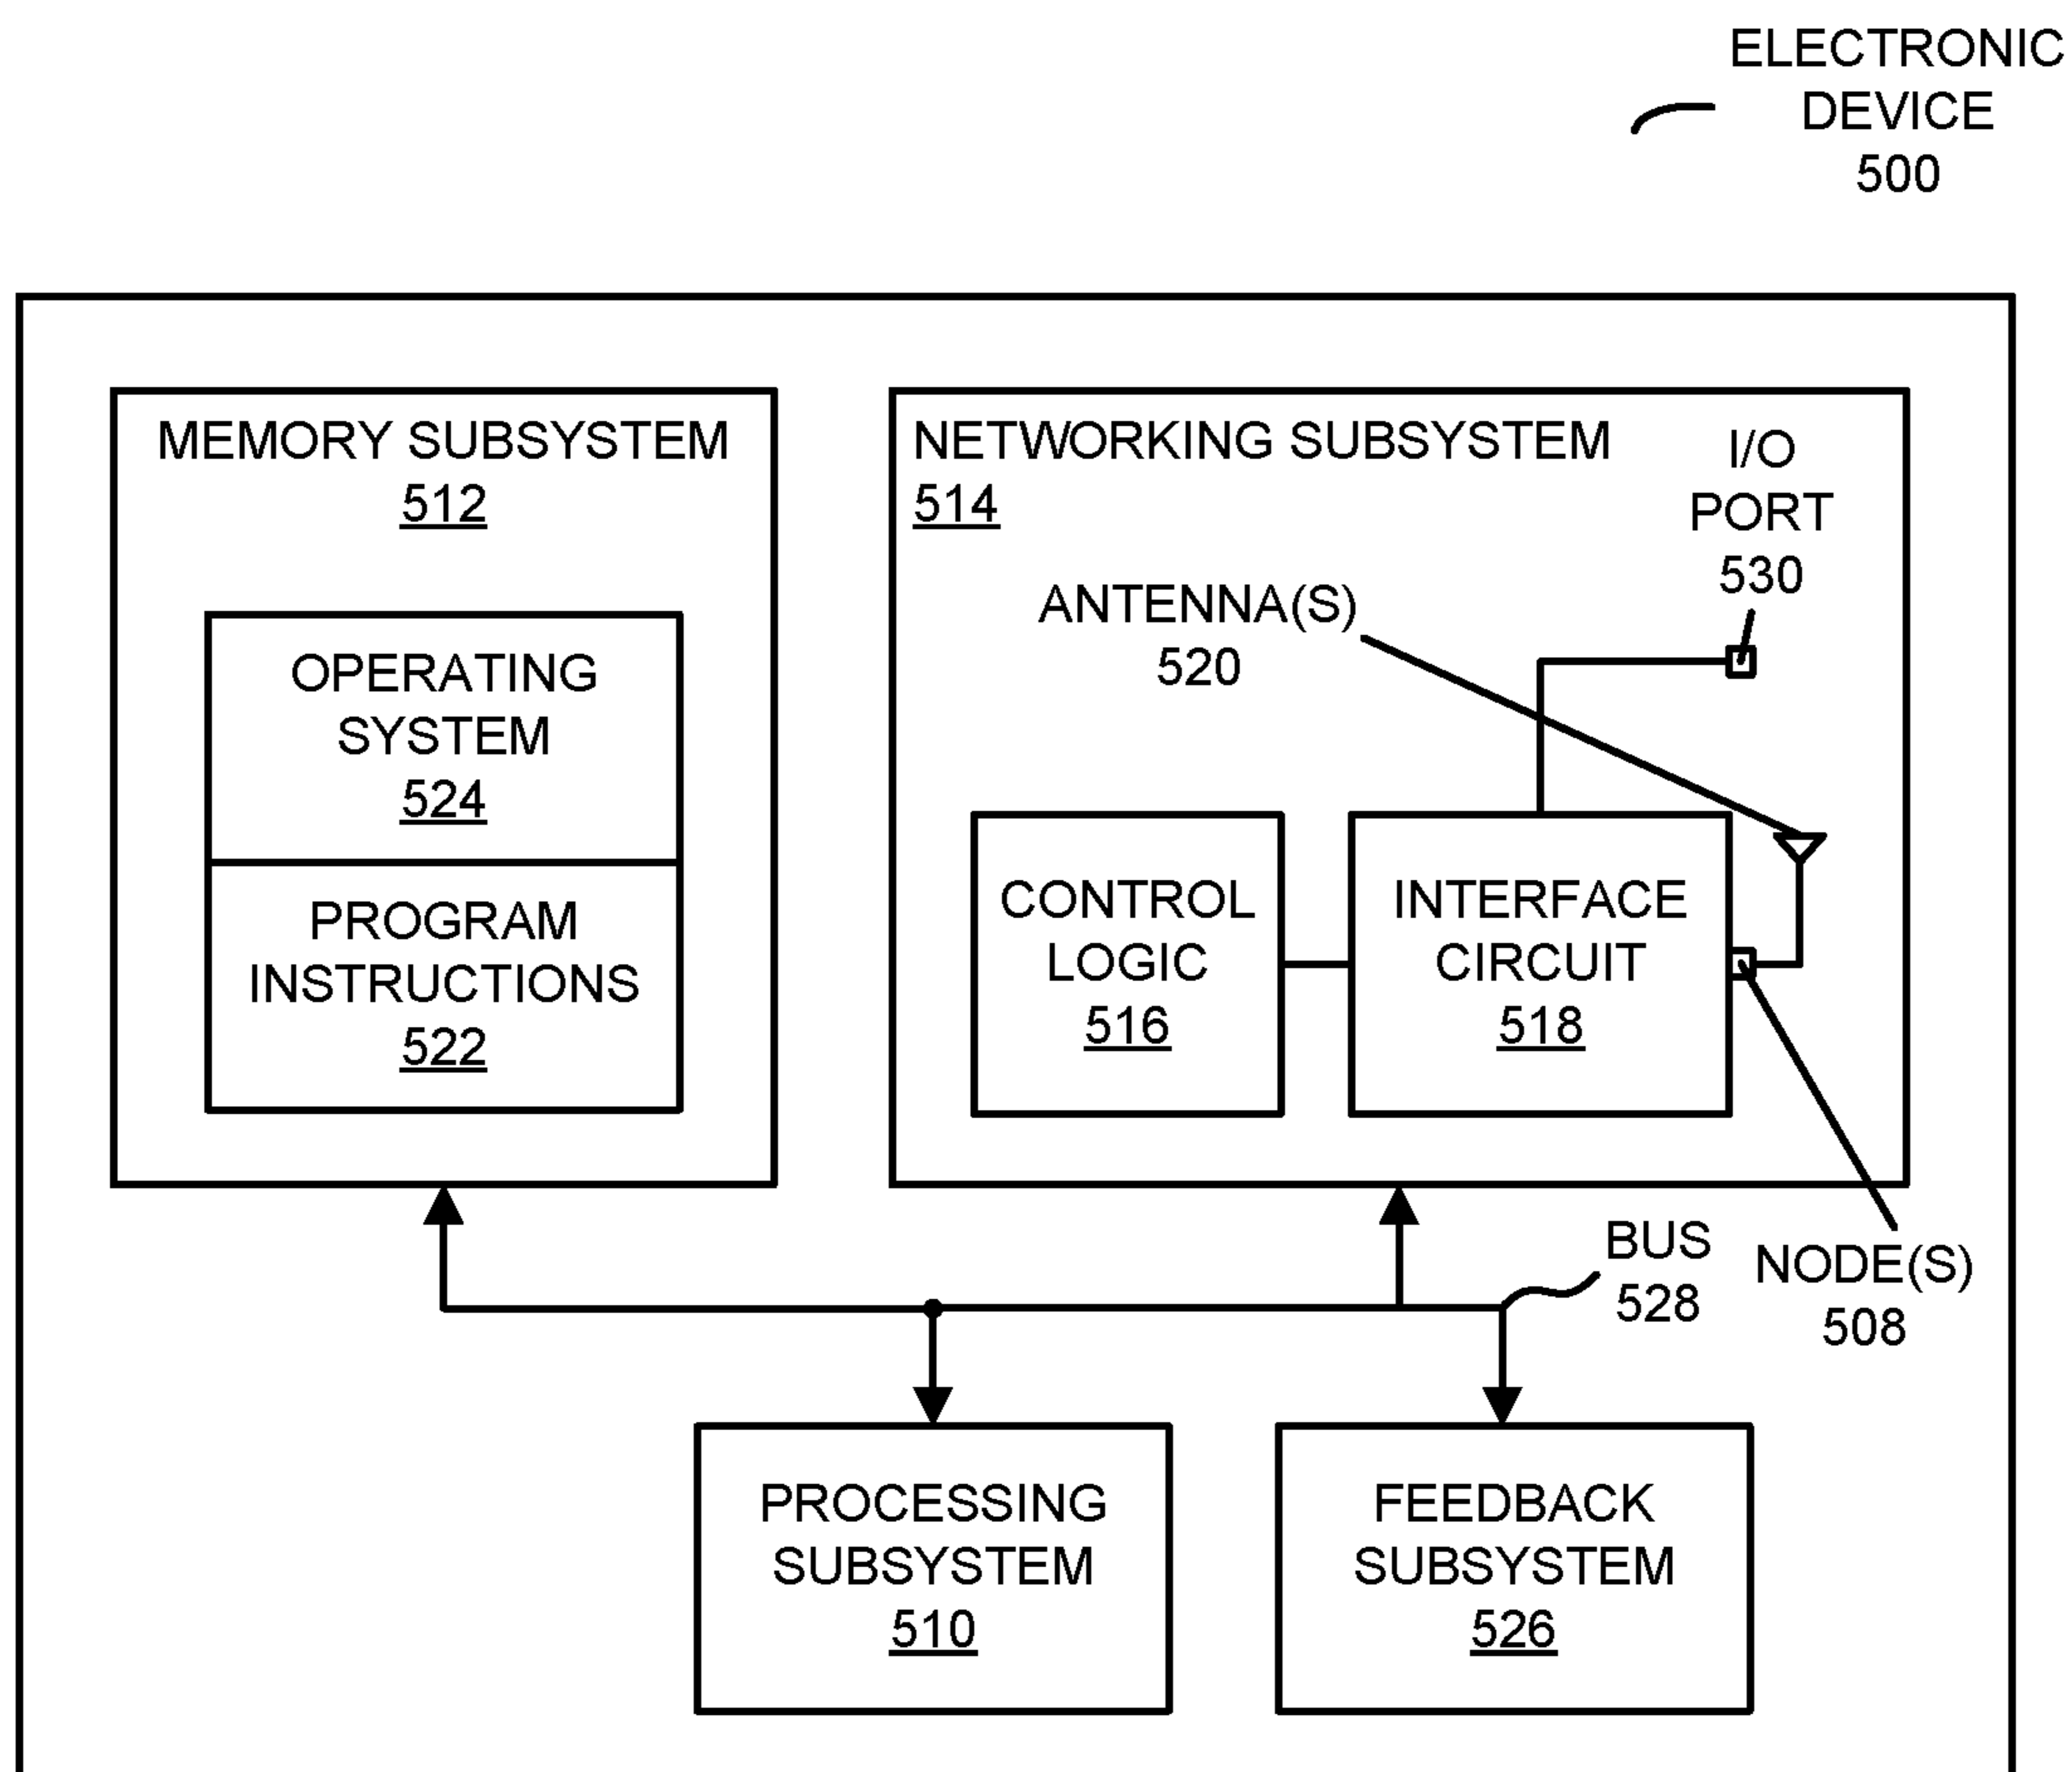 ELECTRONIC
DEVICE
500
MEMORY SUBSYSTEM
512
OPERATING
SYSTEM
524
PROGRAM
INSTRUCTIONS
522
NETWORKING SUBSYSTEM
514
I/O
PORT
530
ANTENNA(S)
520
CONTROL
LOGIC
516
INTERFACE
CIRCUIT
518
BUS
528
NODE(S)
508
PROCESSING
SUBSYSTEM
510
FEEDBACK
SUBSYSTEM
526